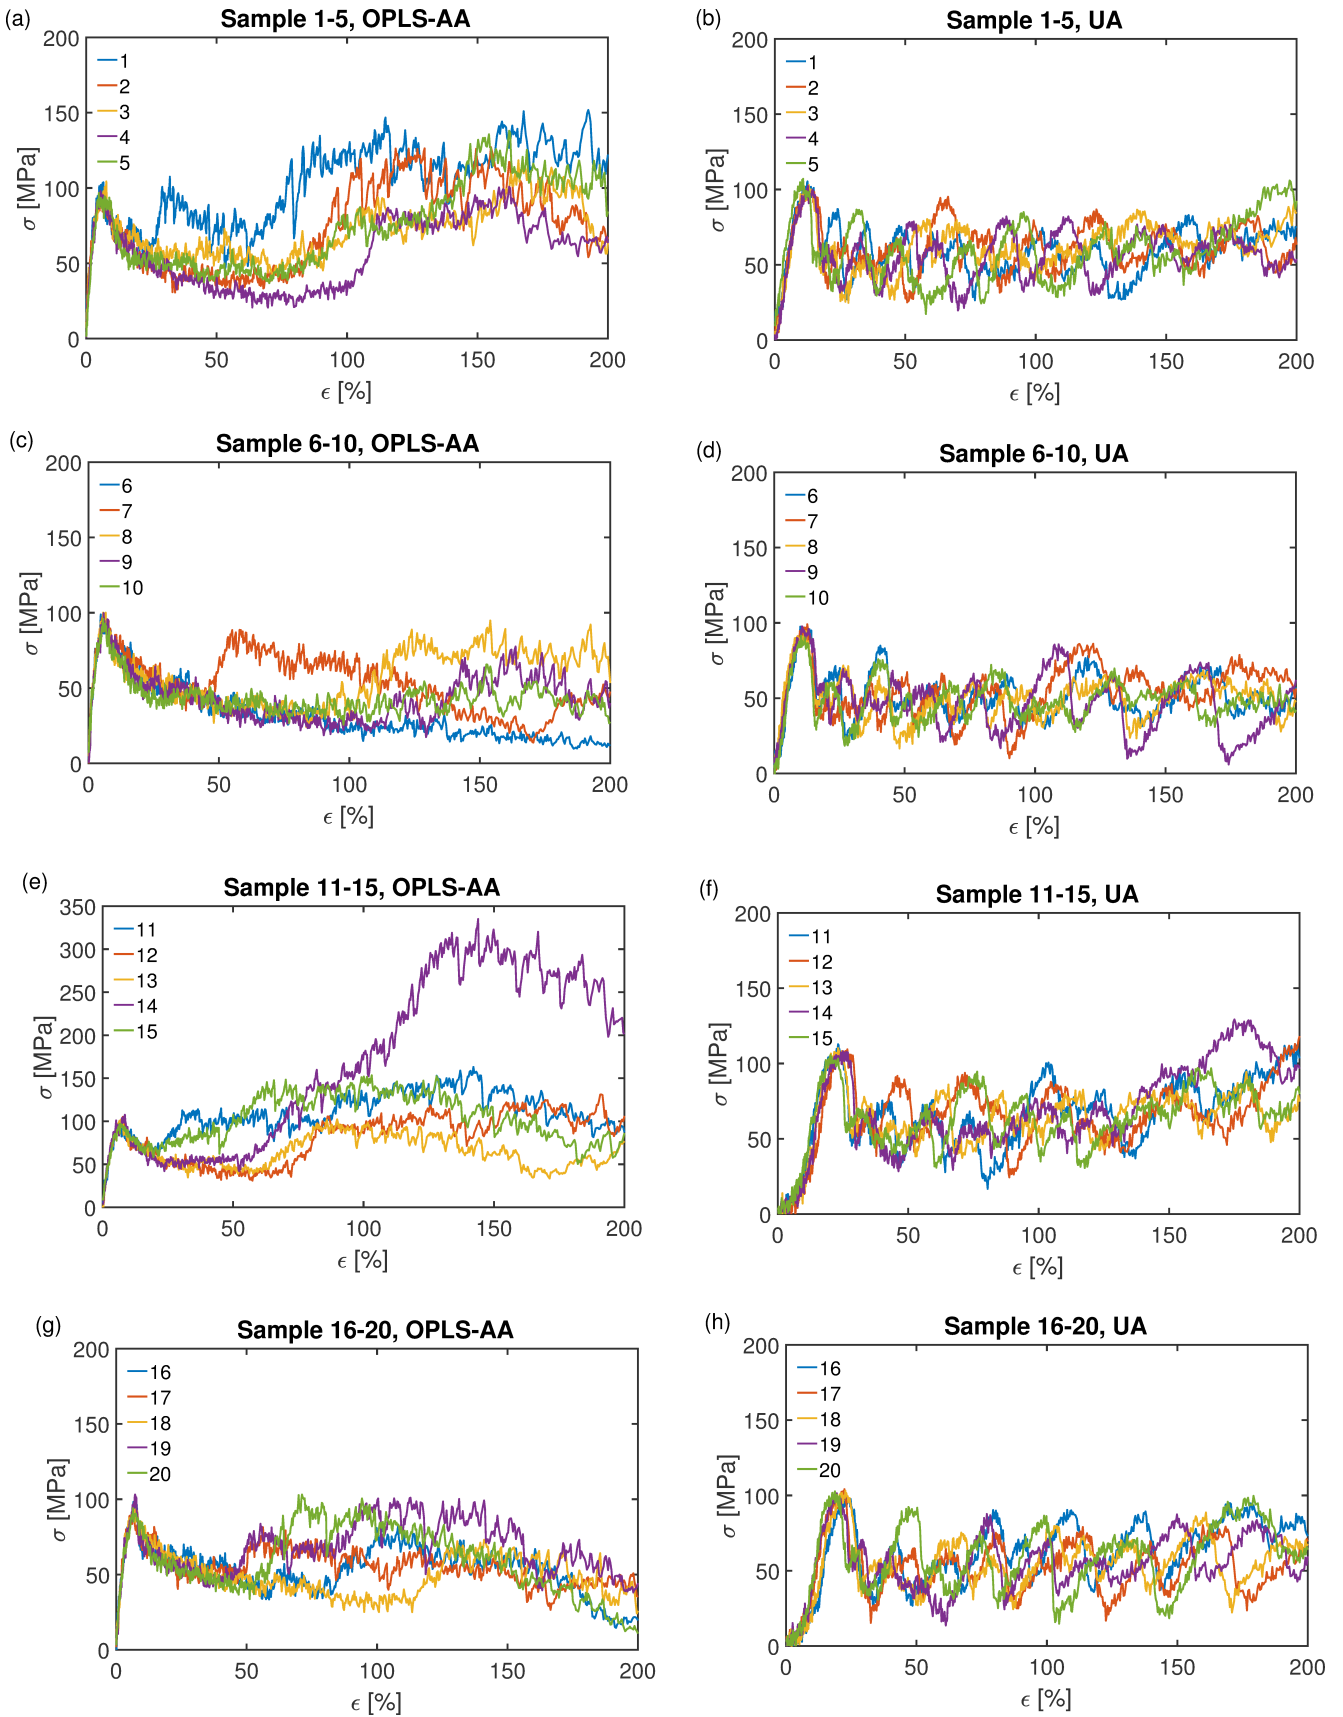 (a)
Sample 1-5, OPLS-AA
200
150
100
50
0
σ [MPa]
1
2
3
4
5
0 50 100 150 200
ϵ [%]
(b)
Sample 1-5, UA
200
150
100
50
0
σ [MPa]
1
2
3
4
5
0 50 100 150 200
ϵ [%]
(c)
Sample 6-10, OPLS-AA
200
150
100
50
0
σ [MPa]
6
7
8
9
10
0 50 100 150 200
ϵ [%]
(d)
Sample 6-10, UA
200
150
100
50
0
σ [MPa]
6
7
8
9
10
0 50 100 150 200
ϵ [%]
(e)
Sample 11-15, OPLS-AA
350
300
250
200
150
100
50
0
σ [MPa]
11
12
13
14
15
0 50 100 150 200
ϵ [%]
(f)
Sample 11-15, UA
200
150
100
50
0
σ [MPa]
11
12
13
14
15
0 50 100 150 200
ϵ [%]
(g)
Sample 16-20, OPLS-AA
200
150
100
50
0
σ [MPa]
16
17
18
19
20
0 50 100 150 200
ϵ [%]
(h)
Sample 16-20, UA
200
150
100
50
0
σ [MPa]
16
17
18
19
20
0 50 100 150 200
ϵ [%]